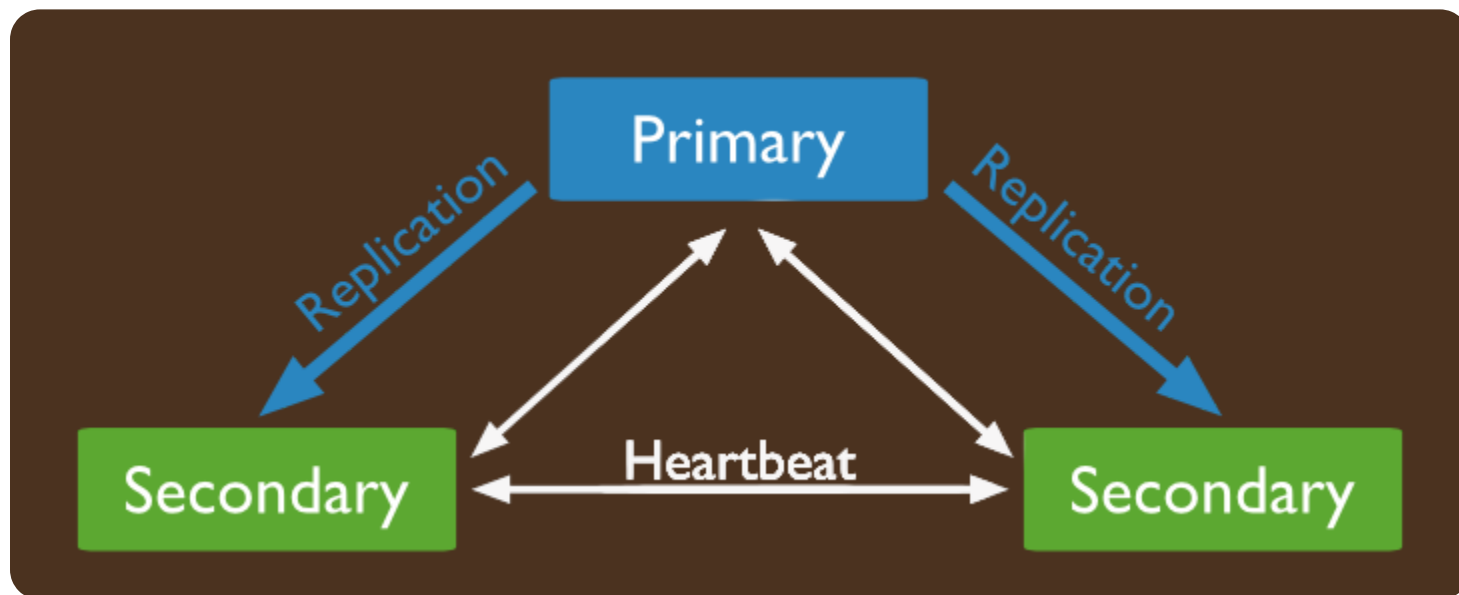 Primary
Replication
Replication
Heartbeat
Secondary
Secondary